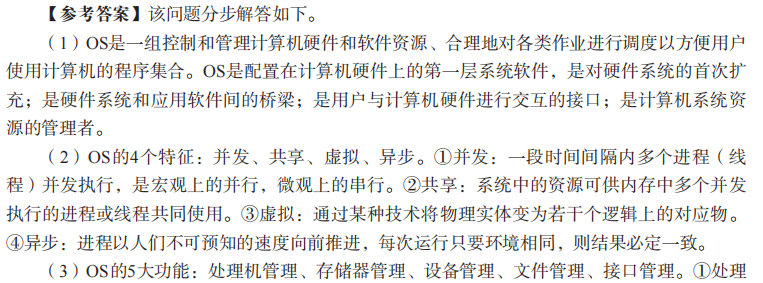 【参考答案】该问题分步解答如下。
（1）OS是一组控制和管理计算机硬件和软件资源、合理地对各类作业进行调度以方便用户
使用计算机的程序集合。OS是配置在计算机硬件上的第一层系统软件，是对硬件系统的首次扩
充；是硬件系统和应用软件间的桥梁；是用户与计算机硬件进行交互的接口；是计算机系统资
源的管理者。
（2）OS的4个特征：并发、共享、虚拟、异步。①并发：一段时间间隔内多个进程（线
程）并发执行，是宏观上的并行，微观上的串行。②共享：系统中的资源可供内存中多个并发
执行的进程或线程共同使用。③虚拟：通过某种技术将物理实体变为若干个逻辑上的对应物。
④异步：进程以人们不可预知的速度向前推进，每次运行只要环境相同，则结果必定一致。
（3）OS的5大功能：处理机管理、存储器管理、设备管理、文件管理、接口管理。①处理